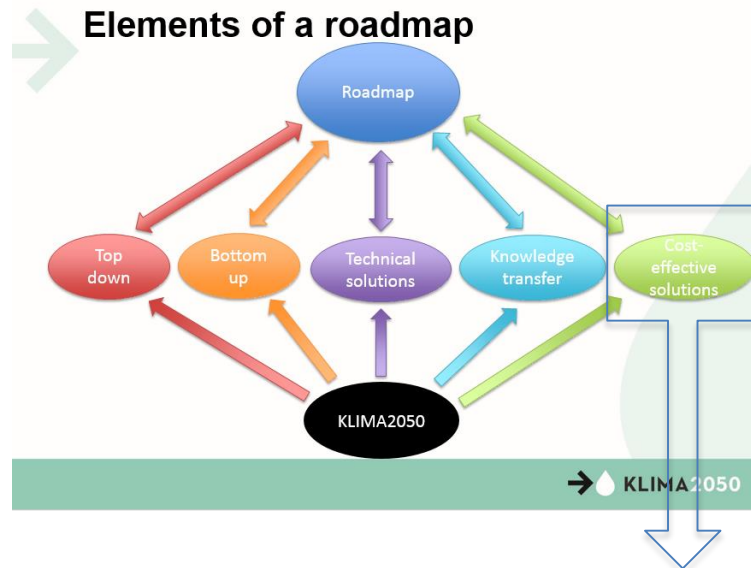 Elements of a roadmap
Roadmap
Top
down
Bottom
up
Technical
solutions
Knowledge
transfer
Cost-
effective
solutions
KLIMA2050
KLIMA2050